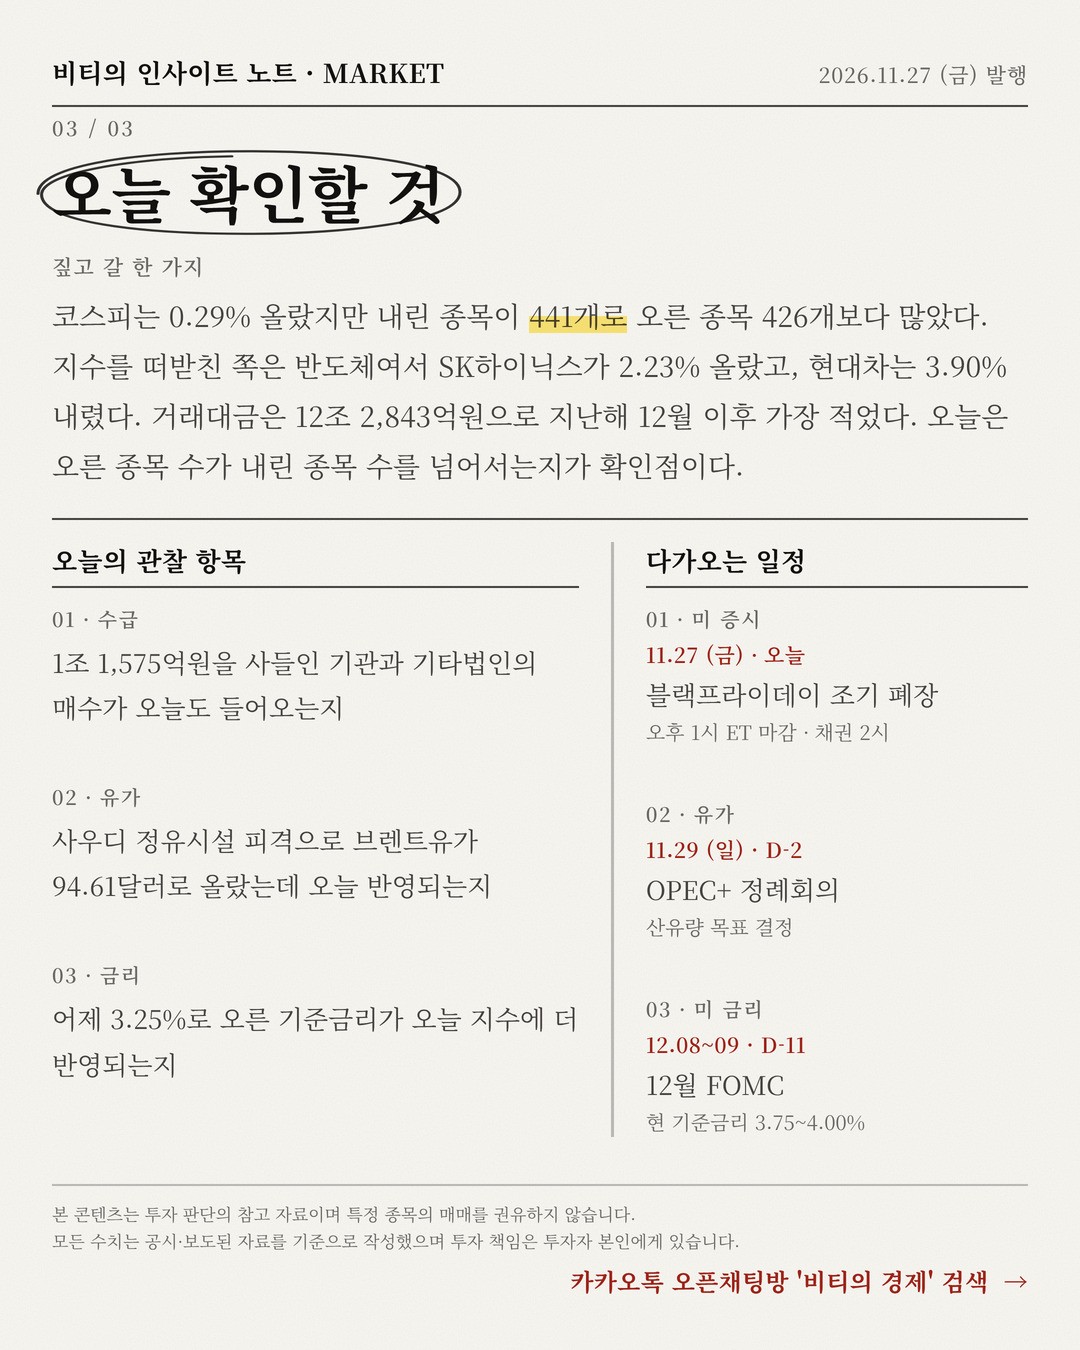 비티의 인사이트 노트 · MARKET
2026.11.27 (금) 발행
03 / 03
오늘 확인할 것
짚고 갈 한 가지
코스피는 0.29% 올랐지만 내린 종목이 441개로 오른 종목 426개보다 많았다.
지수를 떠받친 쪽은 반도체여서 SK하이닉스가 2.23% 올랐고, 현대차는 3.90%
내렸다. 거래대금은 12조 2,843억원으로 지난해 12월 이후 가장 적었다. 오늘은
오른 종목 수가 내린 종목 수를 넘어서는지가 확인점이다.
오늘의 관찰 항목
01 · 수급
1조 1,575억원을 사들인 기관과 기타법인의
매수가 오늘도 들어오는지
02 · 유가
사우디 정유시설 피격으로 브렌트유가
94.61달러로 올랐는데 오늘 반영되는지
03 · 금리
어제 3.25%로 오른 기준금리가 오늘 지수에 더
반영되는지
다가오는 일정
01 · 미 증시
11.27 (금) · 오늘
블랙프라이데이 조기 폐장
오후 1시 ET 마감 · 채권 2시
02 · 유가
11.29 (일) · D-2
OPEC+ 정례회의
산유량 목표 결정
03 · 미 금리
12.08~09 · D-11
12월 FOMC
현 기준금리 3.75~4.00%
본 콘텐츠는 투자 판단의 참고 자료이며 특정 종목의 매매를 권유하지 않습니다.
모든 수치는 공시·보도된 자료를 기준으로 작성했으며 투자 책임은 투자자 본인에게 있습니다.
카카오톡 오픈채팅방 '비티의 경제' 검색 →